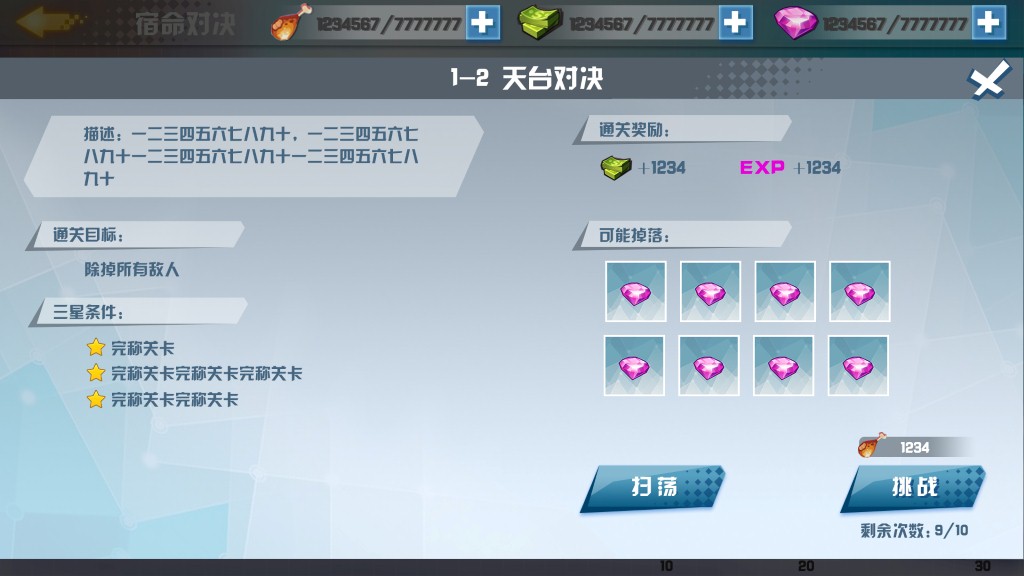 宿命对决
1234567/7777777
1234567/7777777
1234567/7777777
1-2 天台对决
描述：一二三四五六七八九十，一二三四五六七
八九十一二三四五六七八九十一二三四五六七八
九十
通关奖励：
+1234
EXP +1234
通关目标：
除掉所有敌人
可能掉落：
三星条件：
完称关卡
完称关卡完称关卡完称关卡
完称关卡完称关卡
1234
扫荡
挑战
剩余次数：9/10
10
20
30